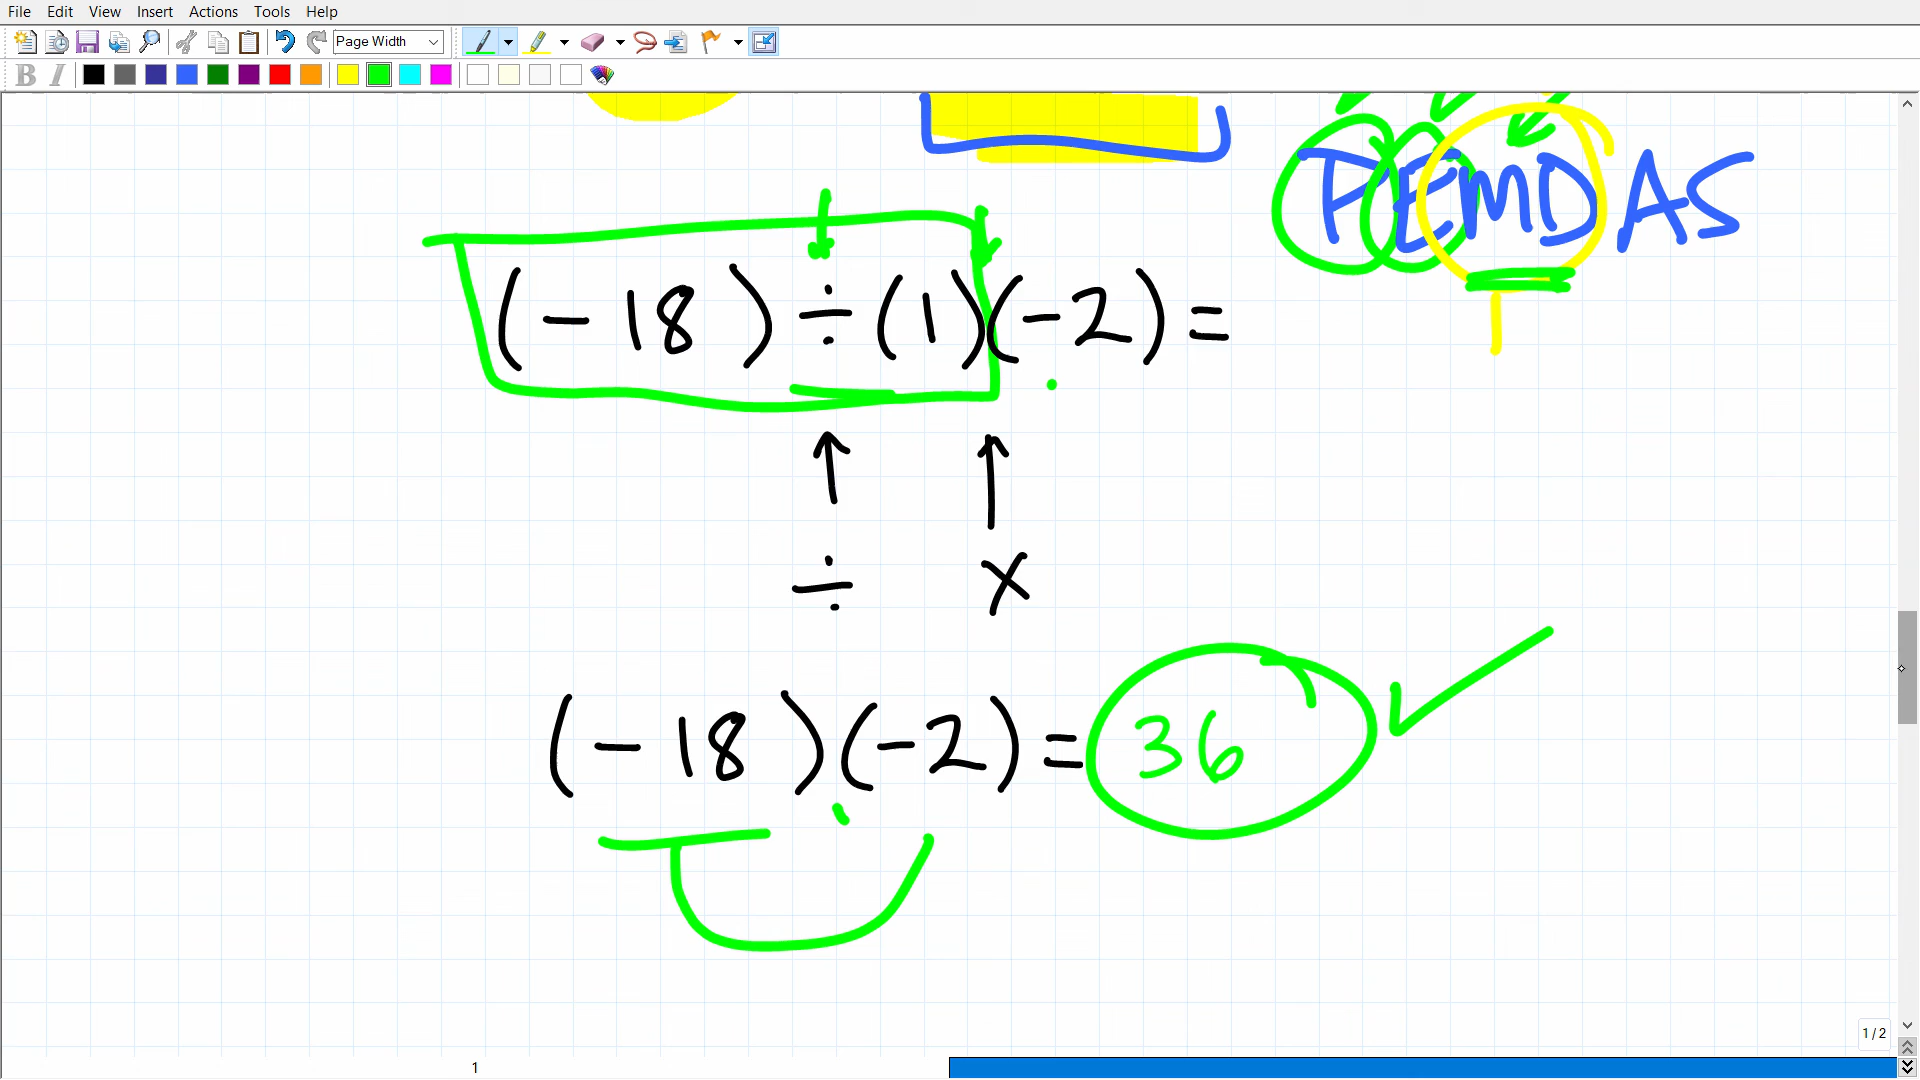 File Edit View Insert Actions Tools Help
Page Width
B I
PEMDAS
(-18) ÷ (1)(-2) =
÷ x
(-18)(-2) = 36
1 / 2
1